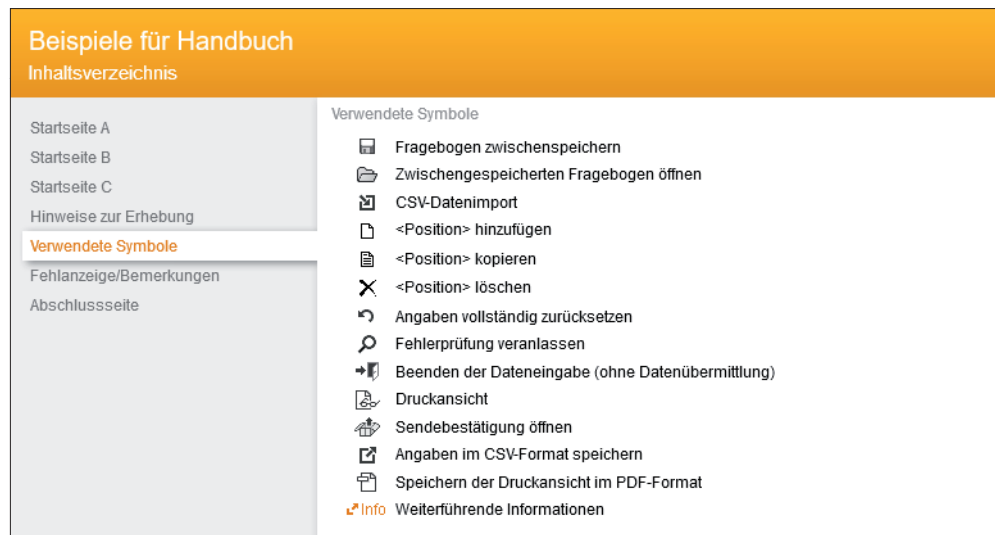 Beispiele für Handbuch
Inhaltsverzeichnis
Startseite A
Startseite B
Startseite C
Hinweise zur Erhebung
Verwendete Symbole
Fehlanzeige/Bemerkungen
Abschlussseite
Verwendete Symbole
Fragebogen zwischenspeichern
Zwischengespeicherten Fragebogen öffnen
CSV-Datenimport
<Position> hinzufügen
<Position> kopieren
<Position> löschen
Angaben vollständig zurücksetzen
Fehlerprüfung veranlassen
Beenden der Dateneingabe (ohne Datenübermittlung)
Druckansicht
Sendebestätigung öffnen
Angaben im CSV-Format speichern
Speichern der Druckansicht im PDF-Format
Info Weiterführende Informationen